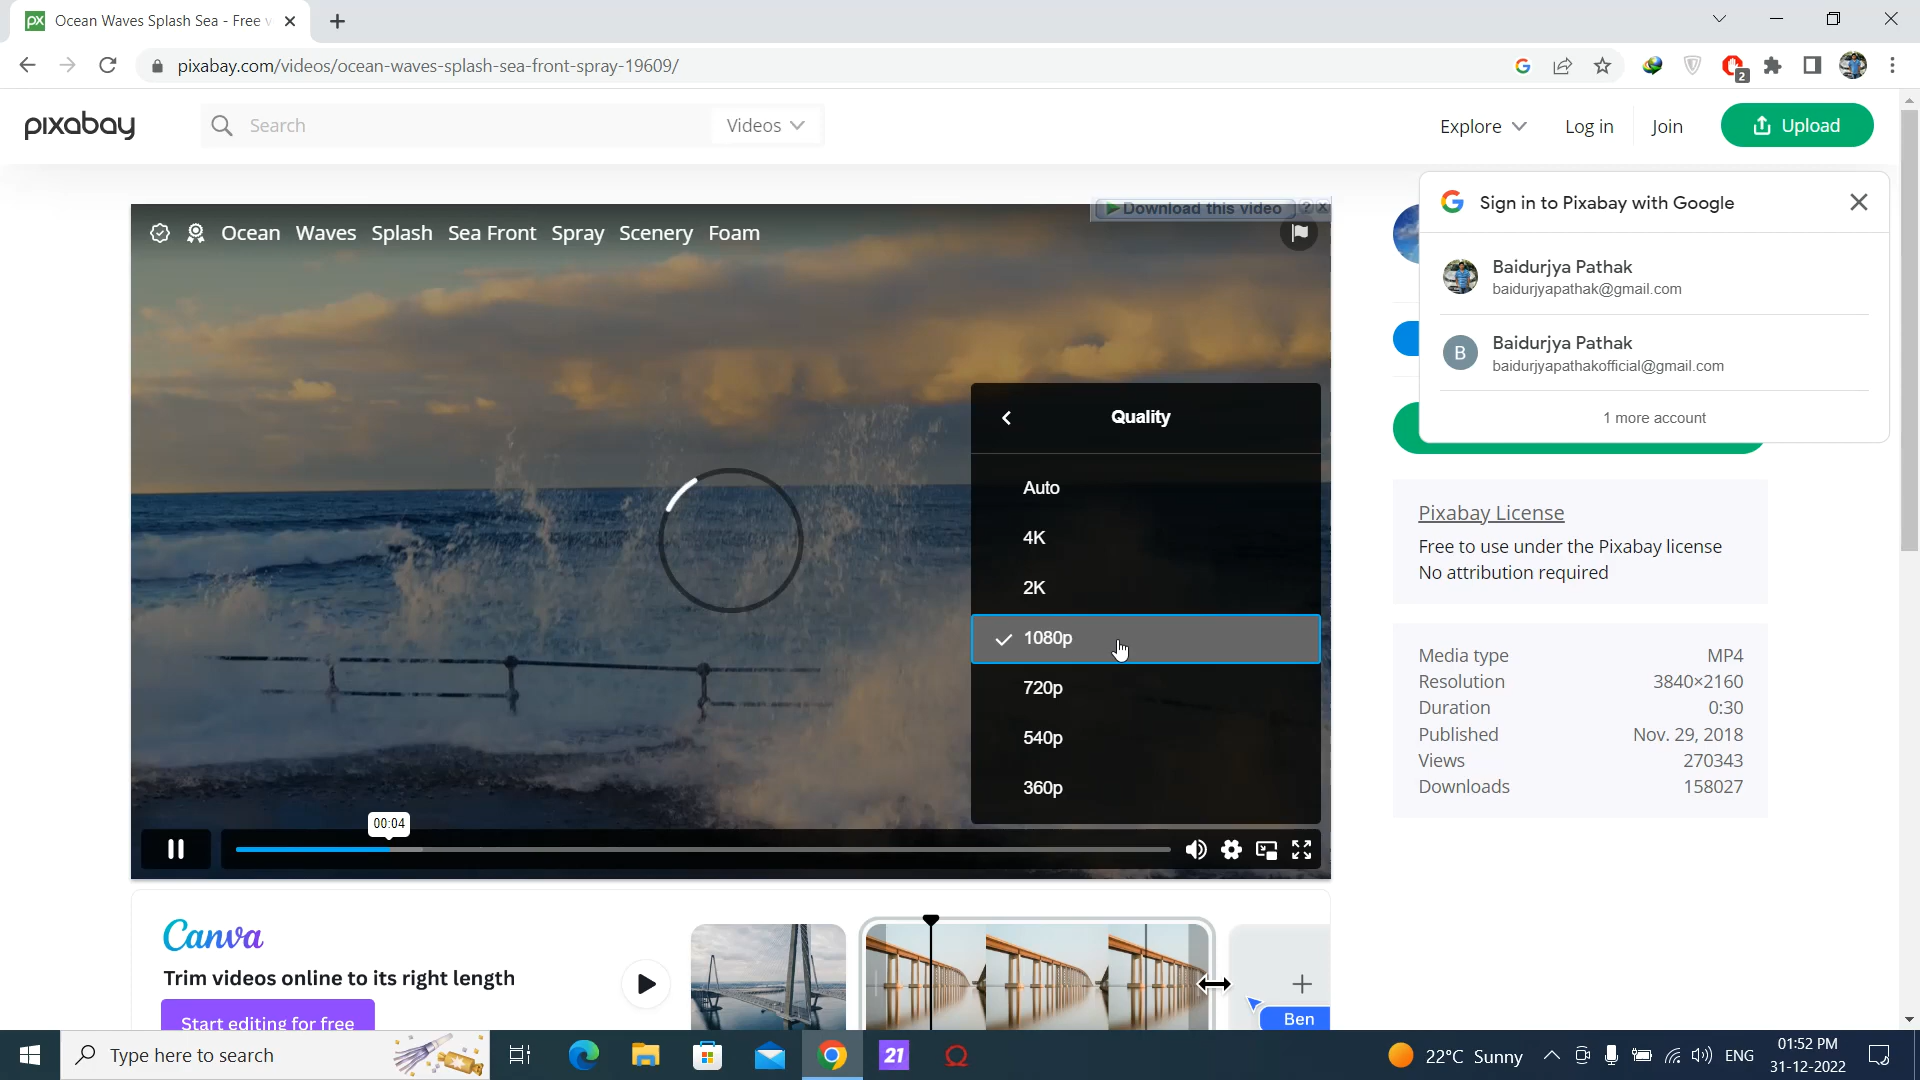 Ocean Waves Splash Sea - Free v
pixabay.com/videos/ocean-waves-splash-sea-front-spray-19609/
2
pixabay
Search
Videos
Explore
Log in
Join
Upload
Download this video ? X
Ocean Waves Splash Sea Front Spray Scenery Foam
Quality
Auto
4K
2K
1080p
720p
540p
360p
00:04
Sign in to Pixabay with Google
Baidurjya Pathak
baidurjyapathak@gmail.com
B
Baidurjya Pathak
baidurjyapathakofficial@gmail.com
1 more account
Pixabay License
Free to use under the Pixabay license
No attribution required
Media type MP4
Resolution 3840×2160
Duration 0:30
Published Nov. 29, 2018
Views 270343
Downloads 158027
Canva
Trim videos online to its right length
Start editing for free
Ben
Type here to search
21
22°C Sunny
ENG
01:52 PM
31-12-2022